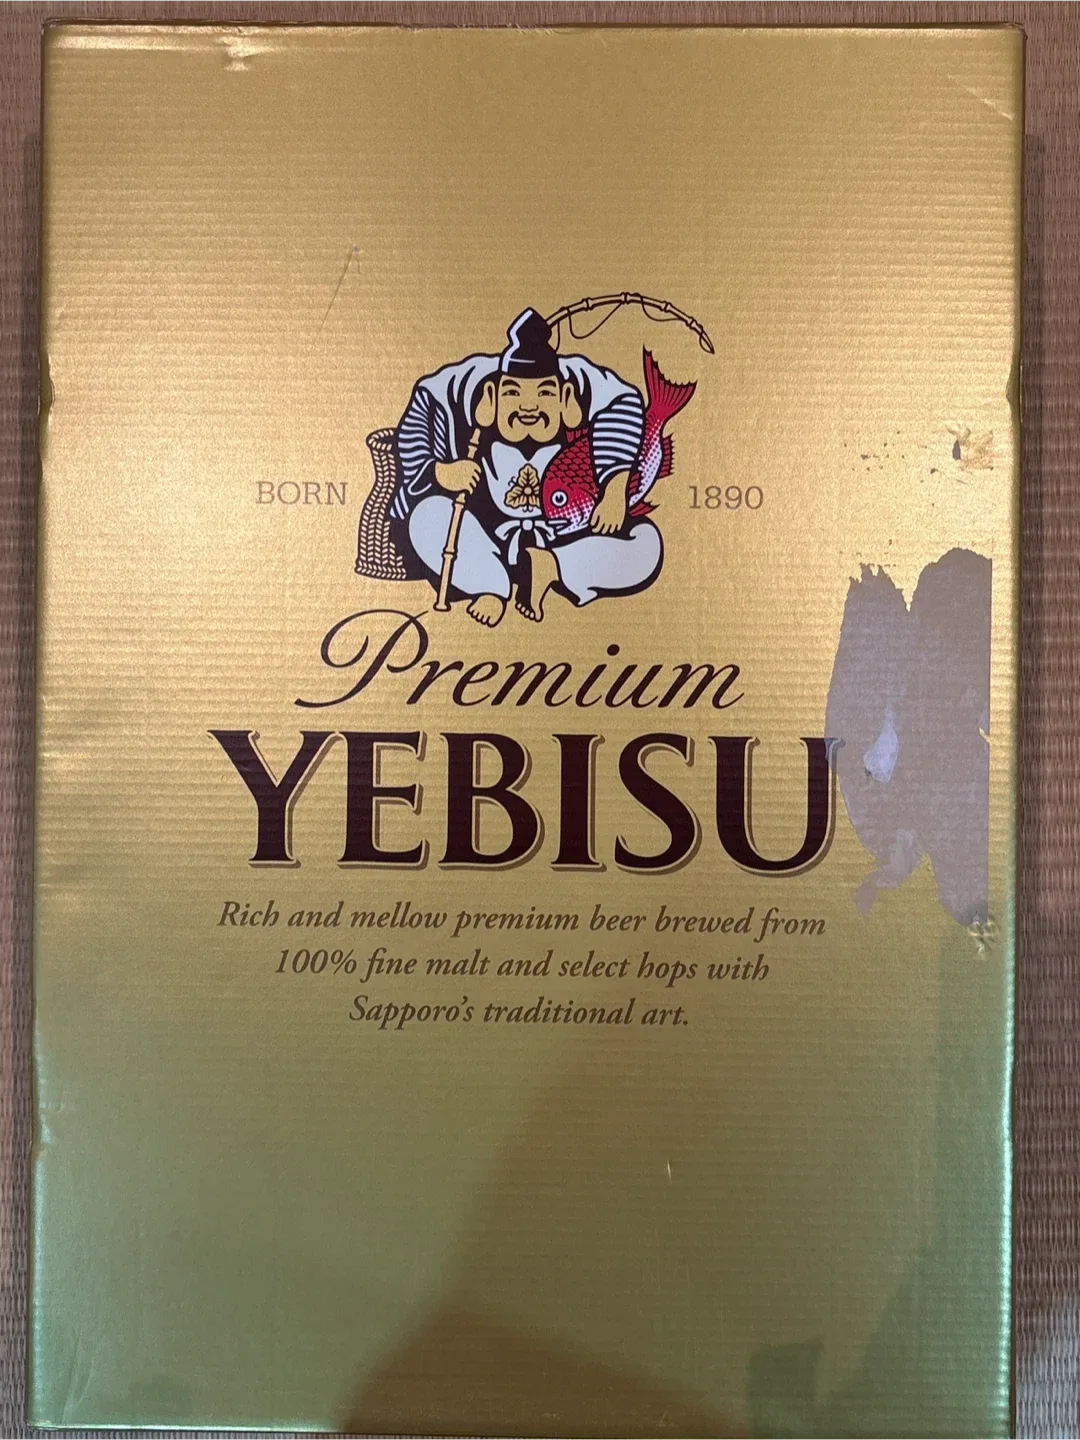 BORN 1890
Premium
YEBISU
Rich and mellow premium beer brewed from
100% fine malt and select hops with
Sapporo's traditional art.